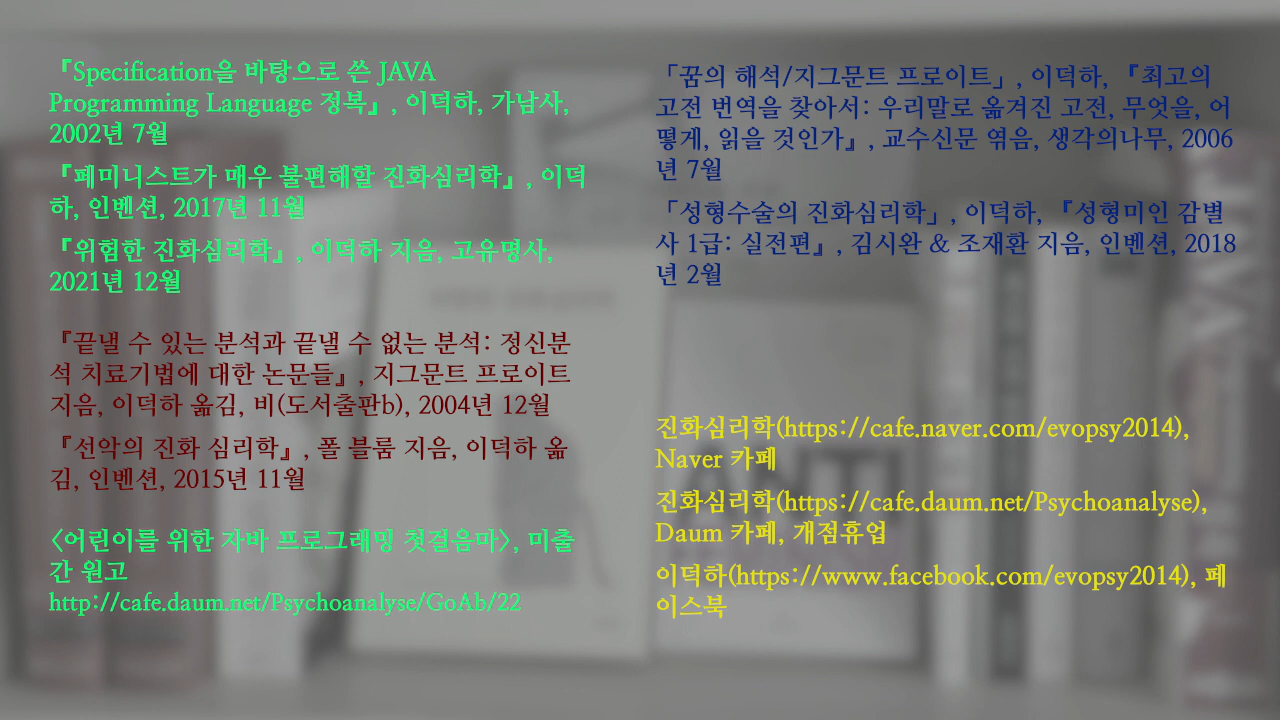 『Specification을 바탕으로 쓴 JAVA
Programming Language 정복』, 이덕하, 가남사,
2002년 7월
『페미니스트가 매우 불편해할 진화심리학』, 이덕
하, 인벤션, 2017년 11월
『위험한 진화심리학』, 이덕하 지음, 고유명사,
2021년 12월
『끝낼 수 있는 분석과 끝낼 수 없는 분석: 정신분
석 치료기법에 대한 논문들』, 지그문트 프로이트
지음, 이덕하 옮김, 비(도서출판b), 2004년 12월
『선악의 진화 심리학』, 폴 블룸 지음, 이덕하 옮
김, 인벤션, 2015년 11월
<어린이를 위한 자바 프로그래밍 첫걸음마>, 미출
간 원고
http://cafe.daum.net/Psychoanalyse/GoAb/22
「꿈의 해석/지그문트 프로이트」, 이덕하, 『최고의
고전 번역을 찾아서: 우리말로 옮겨진 고전, 무엇을, 어
떻게, 읽을 것인가』, 교수신문 엮음, 생각의나무, 2006
년 7월
「성형수술의 진화심리학」, 이덕하, 『성형미인 감별
사 1급: 실전편』, 김시완 & 조재환 지음, 인벤션, 2018
년 2월
진화심리학(https://cafe.naver.com/evopsy2014),
Naver 카페
진화심리학(https://cafe.daum.net/Psychoanalyse),
Daum 카페, 개점휴업
이덕하(https://www.facebook.com/evopsy2014), 페
이스북